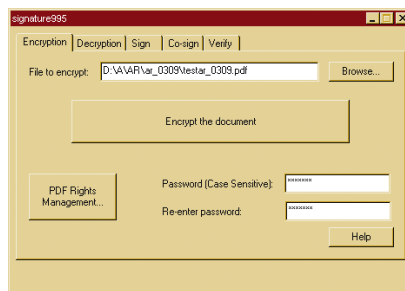 signature995
Encryption Decryption Sign Co-sign Verify
File to encrypt: D:\A\AR\ar_0309\testar_0309.pdf Browse...
Encrypt the document
PDF Rights
Management...
Password (Case Sensitive): *******
Re-enter password: *******
Help